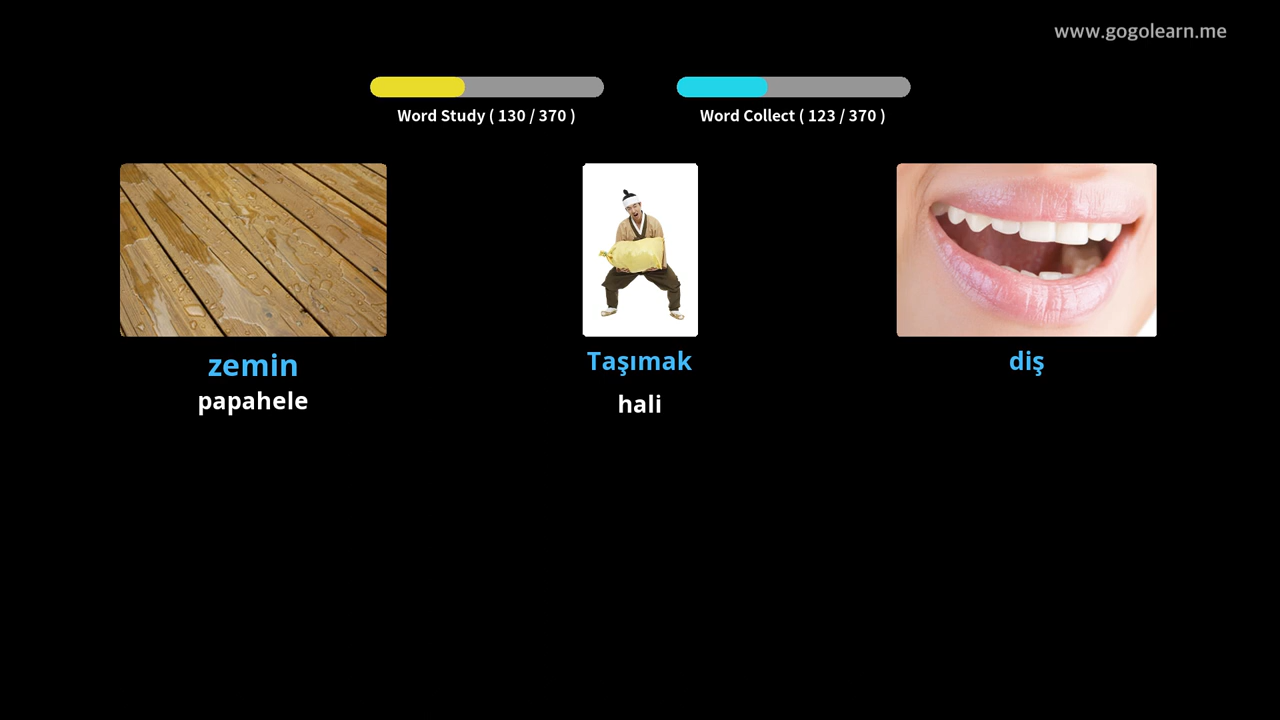 www.gogolearn.me
Word Study ( 130 / 370 )
Word Collect ( 123 / 370 )
zemin
Taşımak
diş
papahele
hali